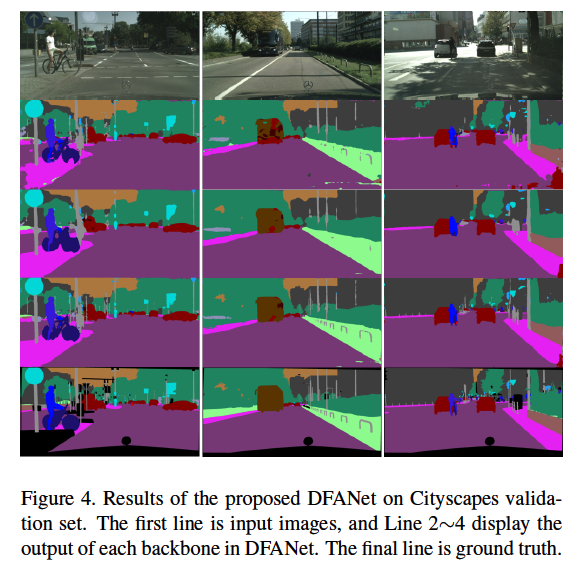 Figure 4. Results of the proposed DFANet on Cityscapes valida-
tion set. The first line is input images, and Line 2∼4 display the
output of each backbone in DFANet. The final line is ground truth.